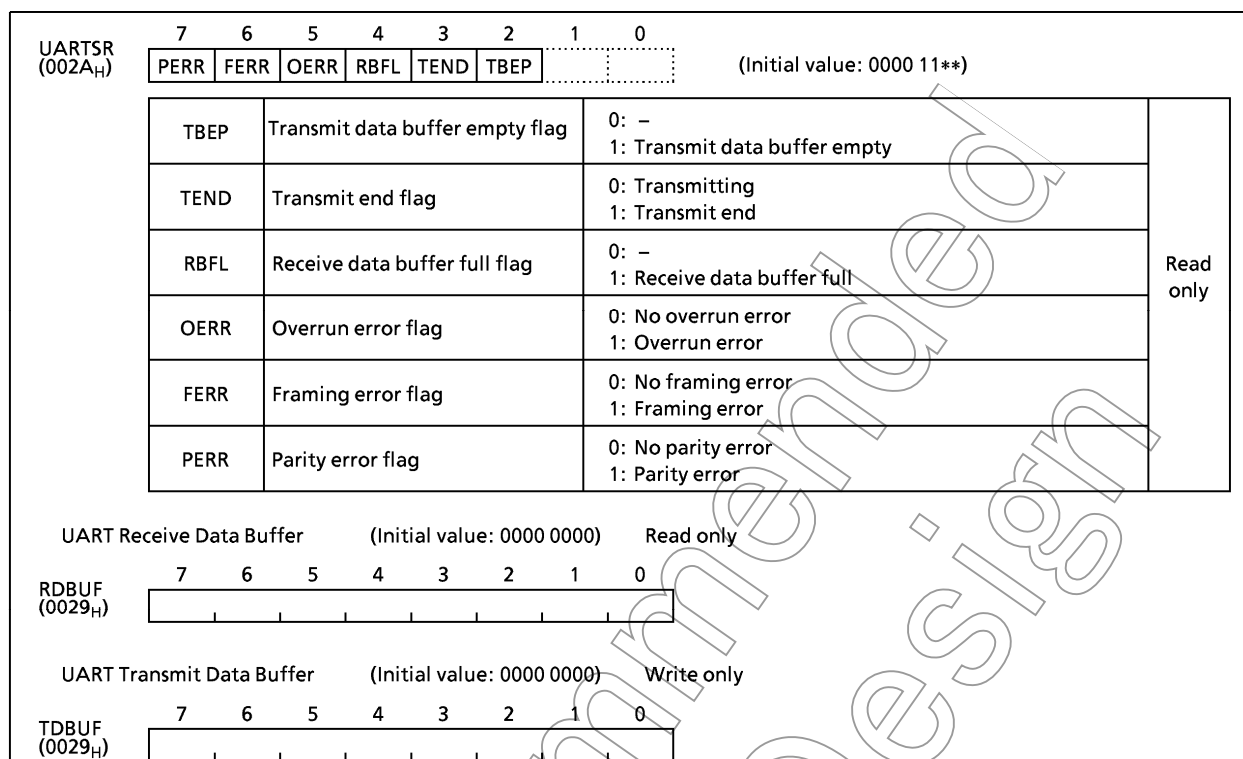 7 6 5 4 3 2 1 0
UARTSR
(002AH) PERR FERR OERR RBFL TEND TBEP (Initial value: 0000 11**)
TBEP Transmit data buffer empty flag 0: –
1: Transmit data buffer empty
TEND Transmit end flag 0: Transmitting
1: Transmit end
RBFL Receive data buffer full flag 0: –
1: Receive data buffer full
Read
only
OERR Overrun error flag 0: No overrun error
1: Overrun error
FERR Framing error flag 0: No framing error
1: Framing error
PERR Parity error flag 0: No parity error
1: Parity error
UART Receive Data Buffer (Initial value: 0000 0000) Read only
7 6 5 4 3 2 1 0
RDBUF
(0029H)
UART Transmit Data Buffer (Initial value: 0000 0000) Write only
7 6 5 4 3 2 1 0
TDBUF
(0029H)
mmended
Design